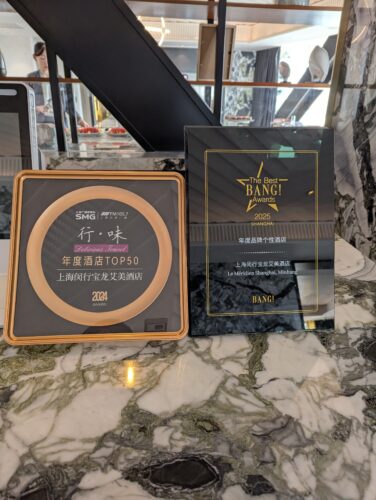 SMG
行·味
Delicious Travel
年度酒店TOP50
上海闵行宝龙艾美酒店
2024
The Best
BANG!
Awards
2025
SHANGHAI
年度品牌个性酒店
上海闵行宝龙艾美酒店
Le Méridien Shanghai, Minhang
BANG!